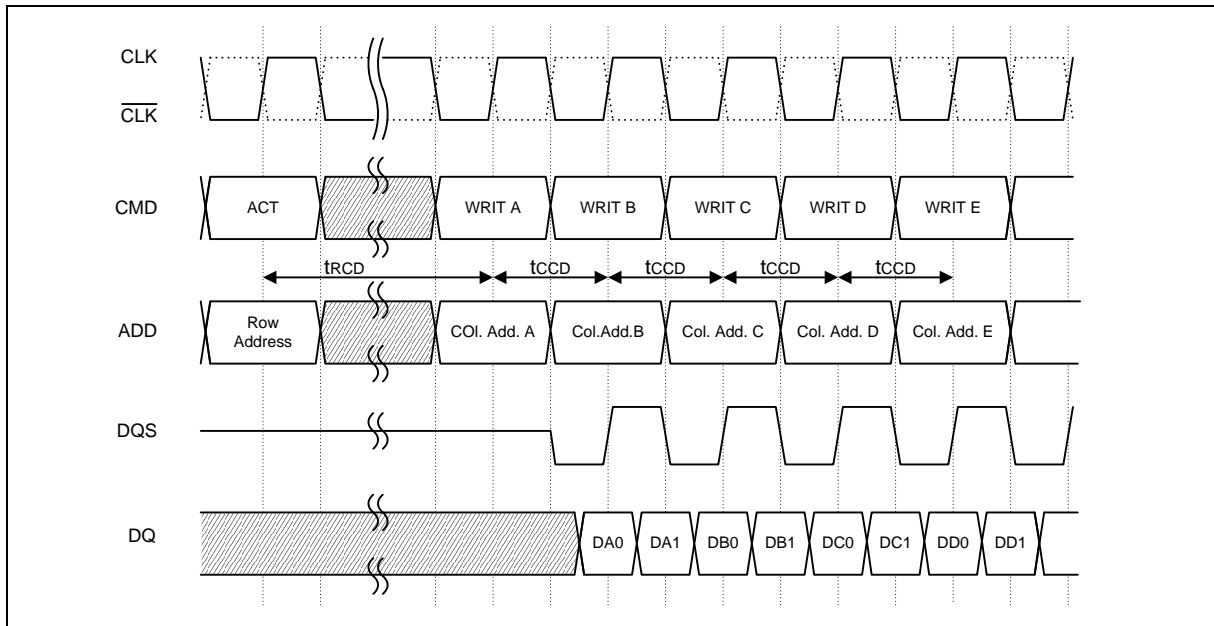 CLK
CLK
CMD
ACT
WRIT A
WRIT B
WRIT C
WRIT D
WRIT E
tRCD
tCCD
tCCD
tCCD
tCCD
ADD
Row
Address
COl. Add. A
Col.Add.B
Col. Add. C
Col. Add. D
Col. Add. E
DQS
DQ
DA0
DA1
DB0
DB1
DC0
DC1
DD0
DD1